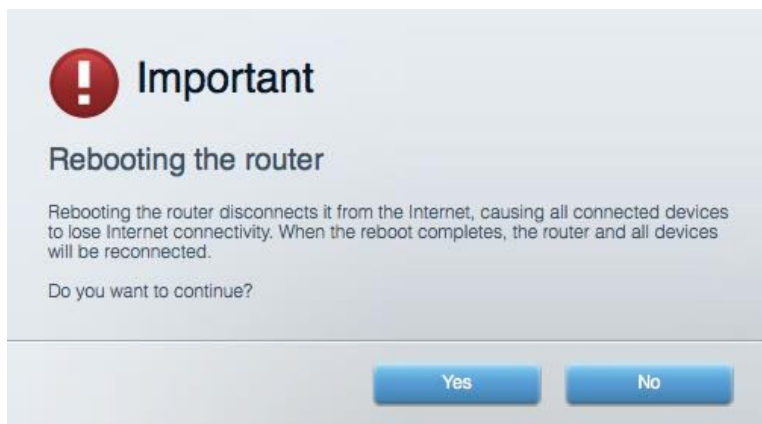 Important
Rebooting the router
Rebooting the router disconnects it from the Internet, causing all connected devices
to lose Internet connectivity. When the reboot completes, the router and all devices
will be reconnected.
Do you want to continue?
Yes
No